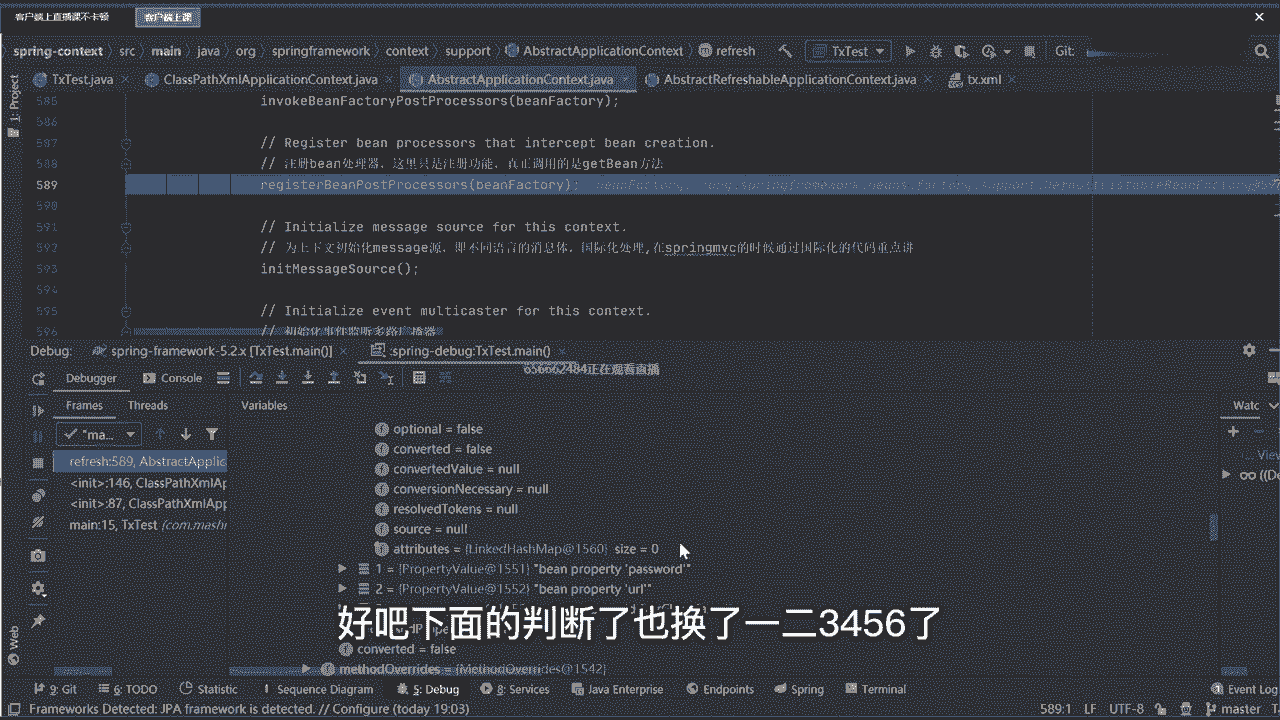 客户端上直播课不卡顿 客户端上课
spring-context src main java org springframework context support AbstractApplicationContext refresh TxTest Git:
TxTest.java ClassPathXmlApplicationContext.java AbstractApplicationContext.java AbstractRefreshableApplicationContext.java tx.xml
1: Project
585 invokeBeanFactoryPostProcessors(beanFactory);
586
587 // Register bean processors that intercept bean creation.
588 // 注册bean处理器,这里只是注册功能,真正调用的是getBean方法
589 registerBeanPostProcessors(beanFactory);
590
591 // Initialize message source for this context.
592 // 为上下文初始化message源,即不同语言的消息体,国际化处理,在springmvc的时候通过国际化的代码重点讲
593 initMessageSource();
594
595 // Initialize event multicaster for this context.
596 // 初始化事件监听多路广播器
Debug: spring-framework-5.2.x [TxTest.main()] spring-debug:TxTest.main()
656662484正在观看直播
Debugger Console
Frames Threads Variables Watc
"ma...
optional = false
converted = false
convertedValue = null
conversionNecessary = null
resolvedTokens = null
source = null
attributes = {LinkedHashMap@1560} size = 0
1 = {PropertyValue@1551} "bean property 'password'"
2 = {PropertyValue@1552} "bean property 'url'"
converted = false
methodOverrides = {MethodOverrides@1542}
refresh:589, AbstractApplic
<init>:146, ClassPathXmlAp
<init>:87, ClassPathXmlApp
main:15, TxTest (com.mash
好吧下面的判断了也换了一二3456了
Web
9: Git 6: TODO Statistic Sequence Diagram 5: Debug 8: Services Java Enterprise Endpoints Spring Terminal 1 Event Log
Frameworks Detected: JPA framework is detected. // Configure (today 19:03) 589:1 LF UTF-8 master